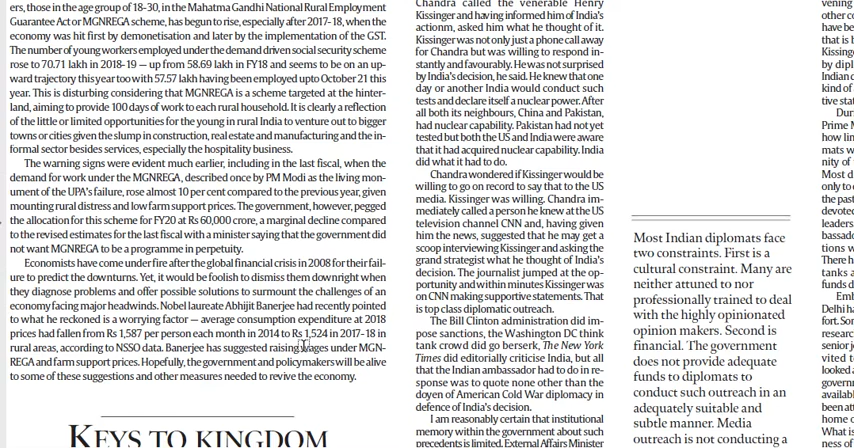 ers, those in the age group of 18-30, in the Mahatma Gandhi National Rural Employment
Guarantee Act or MGNREGA scheme, has begun to rise, especially after 2017-18, when the
economy was hit first by demonetisation and later by the implementation of the GST.
The number of young workers employed under the demand driven social security scheme
rose to 70.71 lakh in 2018-19 — up from 58.69 lakh in FY18 and seems to be on an up-
ward trajectory this year too with 57.57 lakh having been employed upto October 21 this
year. This is disturbing considering that MGNREGA is a scheme targeted at the hinter-
land, aiming to provide 100 days of work to each rural household. It is clearly a reflection
of the little or limited opportunities for the young in rural India to venture out to bigger
towns or cities given the slump in construction, real estate and manufacturing and the in-
formal sector besides services, especially the hospitality business.
The warning signs were evident much earlier, including in the last fiscal, when the
demand for work under the MGNREGA, described once by PM Modi as the living mon-
ument of the UPA's failure, rose almost 10 per cent compared to the previous year, given
mounting rural distress and low farm support prices. The government, however, pegged
the allocation for this scheme for FY20 at Rs 60,000 crore, a marginal decline compared
to the revised estimates for the last fiscal with a minister saying that the government did
not want MGNREGA to be a programme in perpetuity.
Economists have come under fire after the global financial crisis in 2008 for their fail-
ure to predict the downturns. Yet, it would be foolish to dismiss them downright when
they diagnose problems and offer possible solutions to surmount the challenges of an
economy facing major headwinds. Nobel laureate Abhijit Banerjee had recently pointed
to what he reckoned is a worrying factor — average consumption expenditure at 2018
prices had fallen from Rs 1,587 per person each month in 2014 to Rs 1,524 in 2017-18 in
rural areas, according to NSSO data. Banerjee has suggested raising wages under MGN-
REGA and farm support prices. Hopefully, the government and policymakers will be alive
to some of these suggestions and other measures needed to revive the economy.
KEYS TO KINGDOM
Chandra called the venerable Henry
Kissinger and having informed him of India's
actionm, asked him what he thought of it.
Kissinger was not only just a phone call away
for Chandra but was willing to respond in-
stantly and favourably. He was not surprised
by India's decision, he said. He knew that one
day or another India would conduct such
tests and declare itself a nuclear power. After
all both its neighbours, China and Pakistan,
had nuclear capability. Pakistan had not yet
tested but both the US and India were aware
that it had acquired nuclear capability. India
did what it had to do.
Chandra wondered if Kissinger would be
willing to go on record to say that to the US
media. Kissinger was willing. Chandra im-
mediately called a person he knew at the US
television channel CNN and, having given
him the news, suggested that he may get a
scoop interviewing Kissinger and asking the
grand strategist what he thought of India's
decision. The journalist jumped at the op-
portunity and within minutes Kissinger was
on CNN making supportive statements. That
is top class diplomatic outreach.
The Bill Clinton administration did im-
pose sanctions, the Washington DC think
tank crowd did go berserk, The New York
Times did editorially criticise India, but all
that the Indian ambassador had to do in re-
sponse was to quote none other than the
doyen of American Cold War diplomacy in
defence of India's decision.
I am reasonably certain that institutional
memory within the government about such
precedents is limited. External Affairs Minister
Most Indian diplomats face
two constraints. First is a
cultural constraint. Many are
neither attuned to nor
professionally trained to deal
with the highly opinionated
opinion makers. Second is
financial. The government
does not provide adequate
funds to diplomats to
conduct such outreach in an
adequately suitable and
subtle manner. Media
outreach is not conducting a